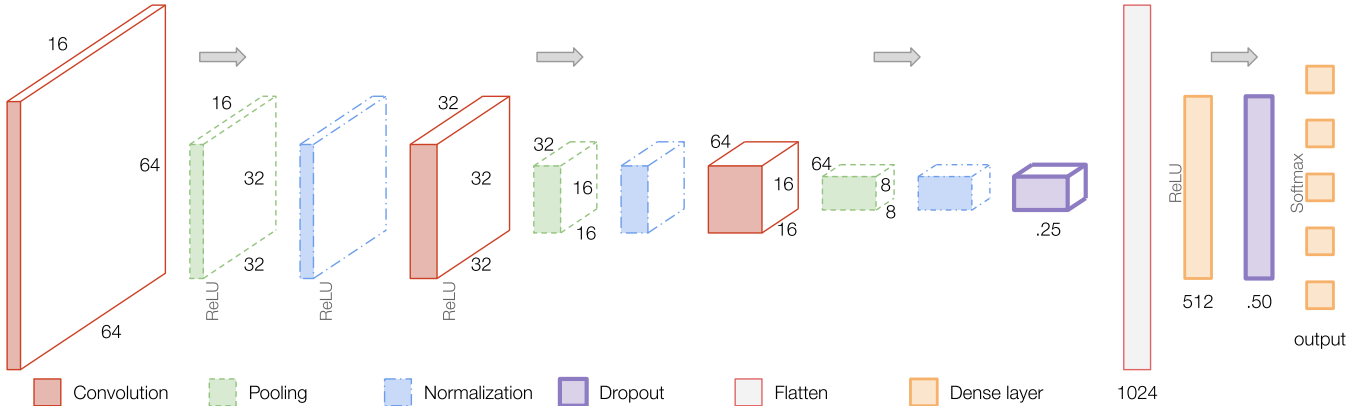 16
64
64
16
32
32
ReLU
ReLU
32
32
32
ReLU
32
16
16
64
16
16
64
8
8
.25
1024
ReLU
512
.50
Softmax
output
Convolution
Pooling
Normalization
Dropout
Flatten
Dense layer